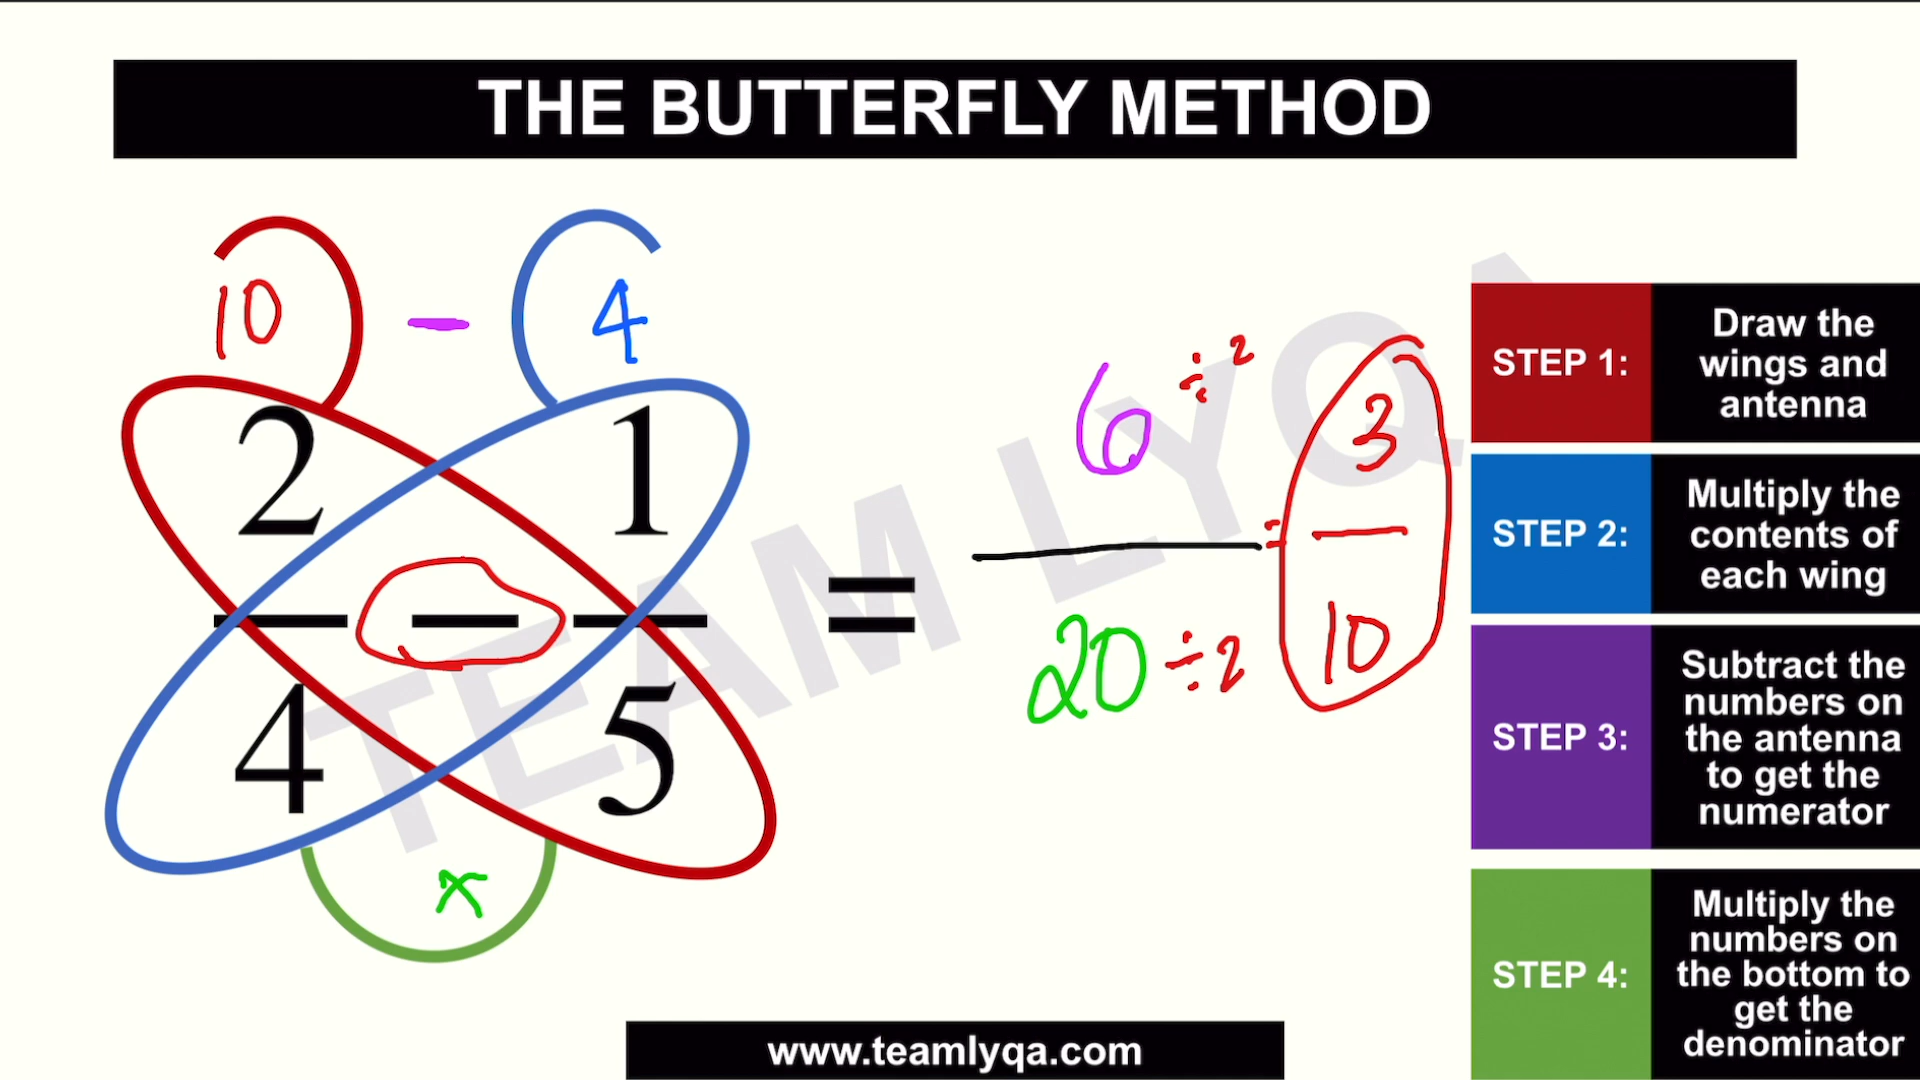 THE BUTTERFLY METHOD
10 - 4
2 1
— — — =
4 5
x
6 ÷ 2
20 ÷ 2
= 3
10
TEAM LYQA
STEP 1: Draw the
wings and
antenna
STEP 2: Multiply the
contents of
each wing
STEP 3: Subtract the
numbers on
the antenna
to get the
numerator
STEP 4: Multiply the
numbers on
the bottom to
get the
denominator
www.teamlyqa.com